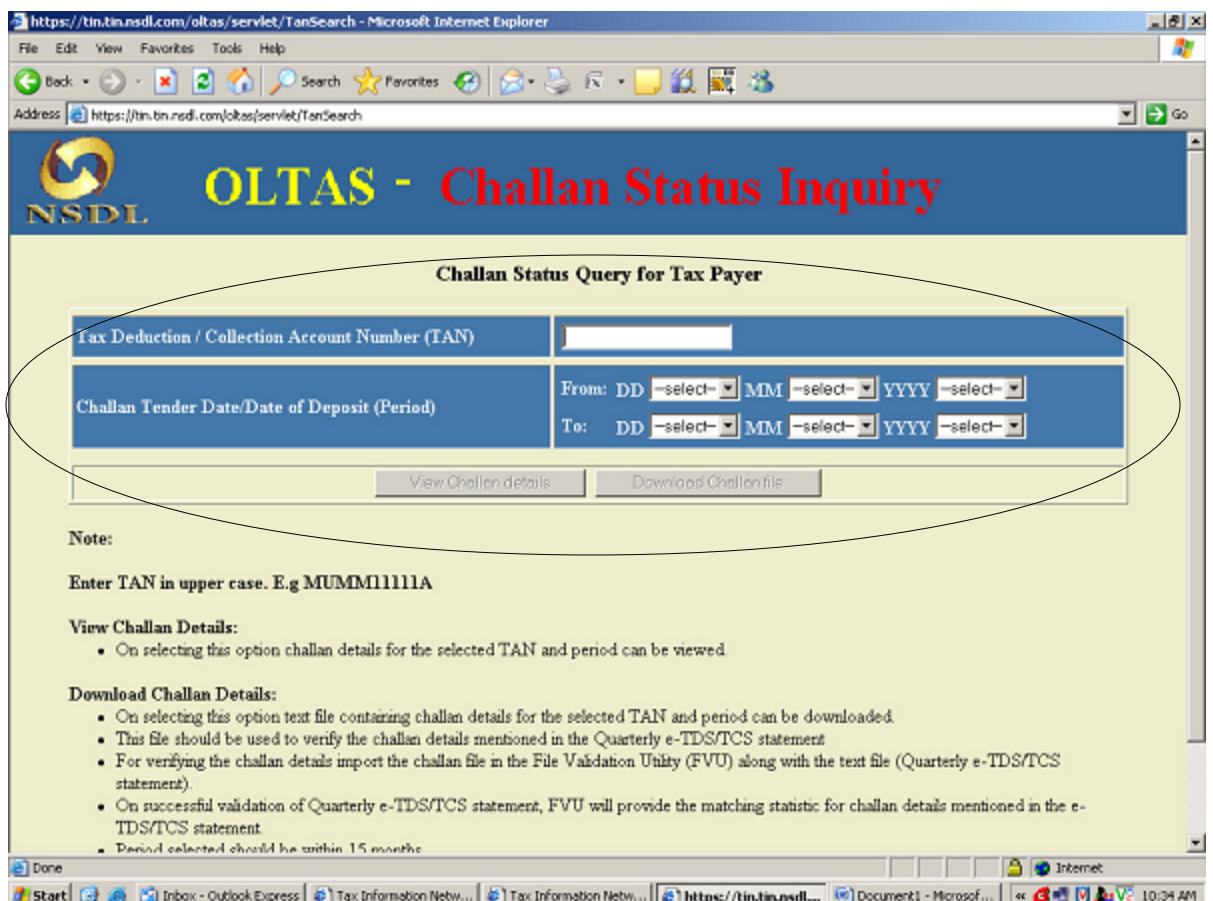 https://tin.tin.nsdl.com/oltas/servlet/TanSearch - Microsoft Internet Explorer
File Edit View Favorites Tools Help
Back Search Favorites
Address https://tin.tin.nsdl.com/oltas/servlet/TanSearch Go
NSDL
OLTAS - Challan Status Inquiry
Challan Status Query for Tax Payer
Tax Deduction / Collection Account Number (TAN)
Challan Tender Date/Date of Deposit (Period)
From: DD --select-- MM --select-- YYYY --select--
To: DD --select-- MM --select-- YYYY --select--
View Challan details Download Challan file
Note:
Enter TAN in upper case. E.g MUMM11111A
View Challan Details:
• On selecting this option challan details for the selected TAN and period can be viewed.
Download Challan Details:
• On selecting this option text file containing challan details for the selected TAN and period can be downloaded.
• This file should be used to verify the challan details mentioned in the Quarterly e-TDS/TCS statement
• For verifying the challan details import the challan file in the File Validation Utility (FVU) along with the text file (Quarterly e-TDS/TCS
statement).
• On successful validation of Quarterly e-TDS/TCS statement, FVU will provide the matching statistic for challan details mentioned in the e-
TDS/TCS statement.
• Period selected should be within 15 months
Done Internet
Start Inbox - Outlook Express Tax Information Netw... Tax Information Netw... https://tin.tin.nsdl.... Document1 - Microsof... « 10:34 AM